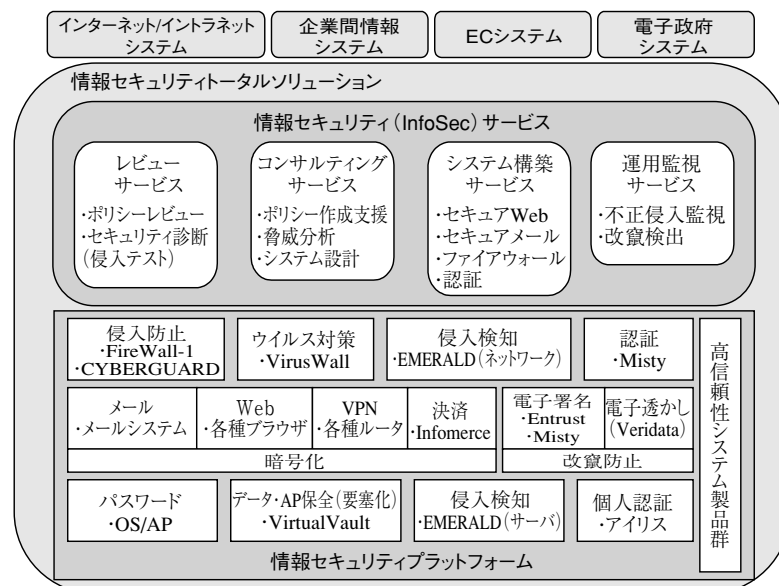 インターネット/イントラネット
システム
企業間情報
システム
ECシステム
電子政府
システム
情報セキュリティトータルソリューション
情報セキュリティ(InfoSec)サービス
レビュー
サービス
・ポリシーレビュー
・セキュリティ診断
(侵入テスト)
コンサルティング
サービス
・ポリシー作成支援
・脅威分析
・システム設計
システム構築
サービス
・セキュアWeb
・セキュアメール
・ファイアウォール
・認証
運用監視
サービス
・不正侵入監視
・改竄検出
侵入防止
・FireWall-1
・CYBERGUARD
ウイルス対策
・VirusWall
侵入検知
・EMERALD(ネットワーク)
認証
・Misty
高信頼性システム製品群
メール
・メールシステム
Web
・各種ブラウザ
VPN
・各種ルータ
決済
・Infomerce
電子署名
・Entrust
・Misty
電子透かし
(Veridata)
暗号化
改竄防止
パスワード
・OS/AP
データ・AP保全(要塞化)
・VirtualVault
侵入検知
・EMERALD(サーバ)
個人認証
・アイリス
情報セキュリティプラットフォーム